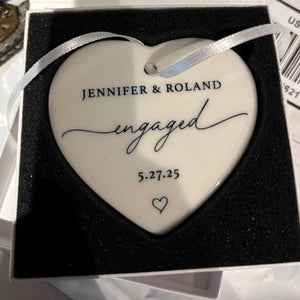 JENNIFER & ROLAND
engaged
5.27.25